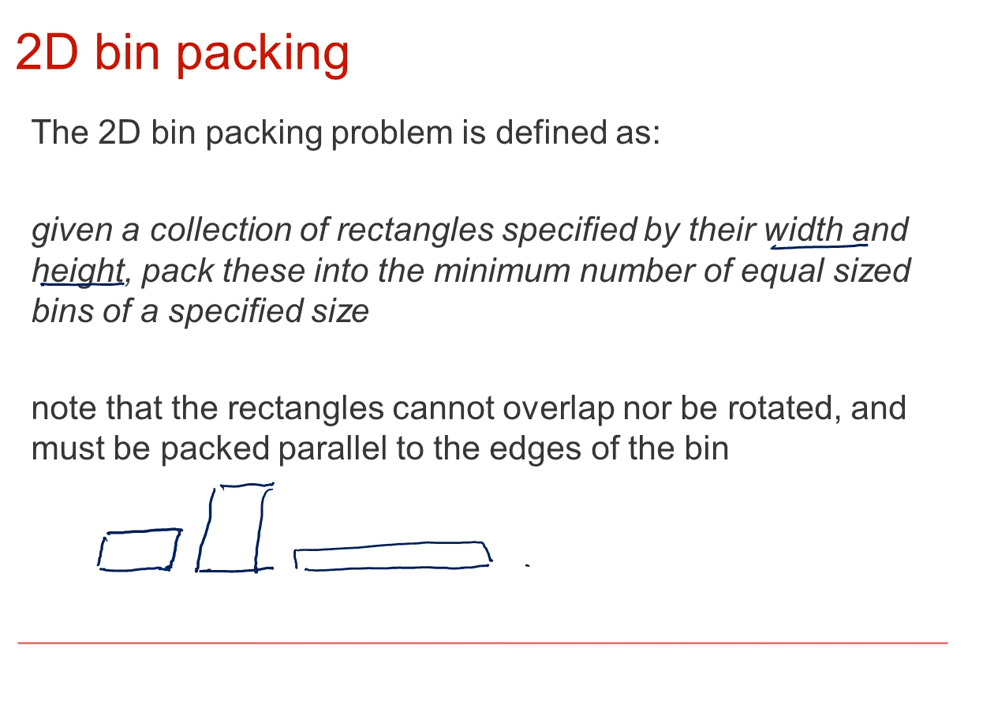 2D bin packing
The 2D bin packing problem is defined as:
given a collection of rectangles specified by their width and
height, pack these into the minimum number of equal sized
bins of a specified size
note that the rectangles cannot overlap nor be rotated, and
must be packed parallel to the edges of the bin